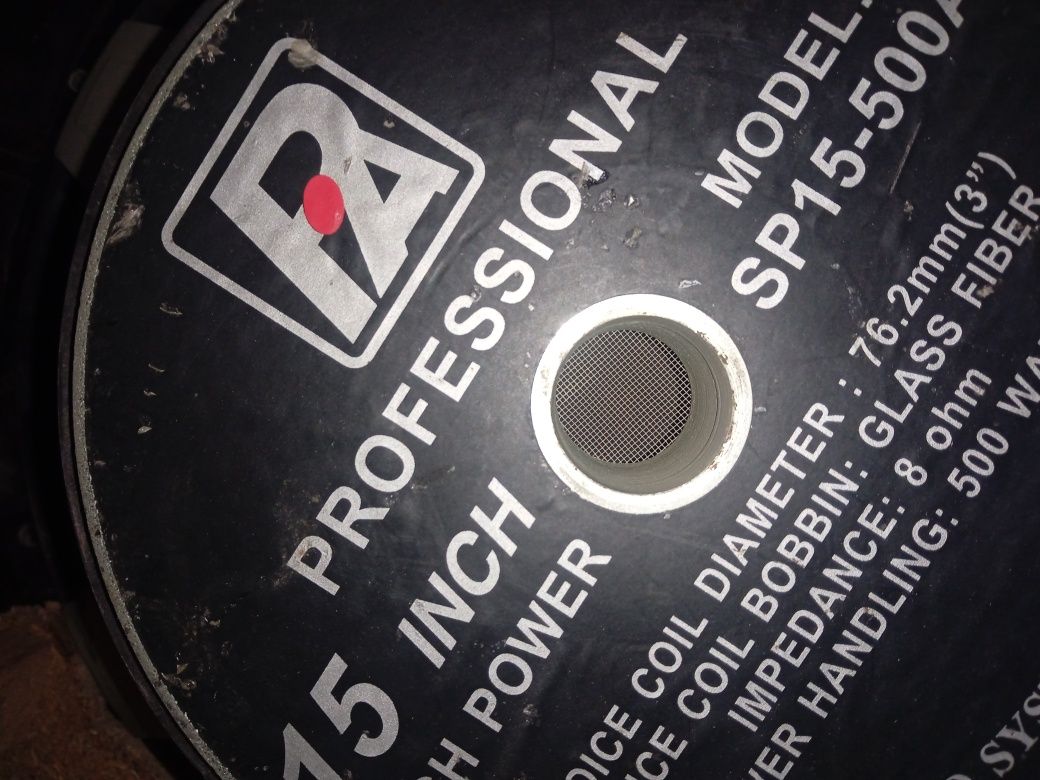 PA
PROFESSIONAL
15 INCH
POWER
MODEL
SP15-500A
COIL DIAMETER : 76.2mm(3")
COIL BOBBIN: GLASS FIBER
IMPEDANCE: 8 ohm
HANDLING: 500